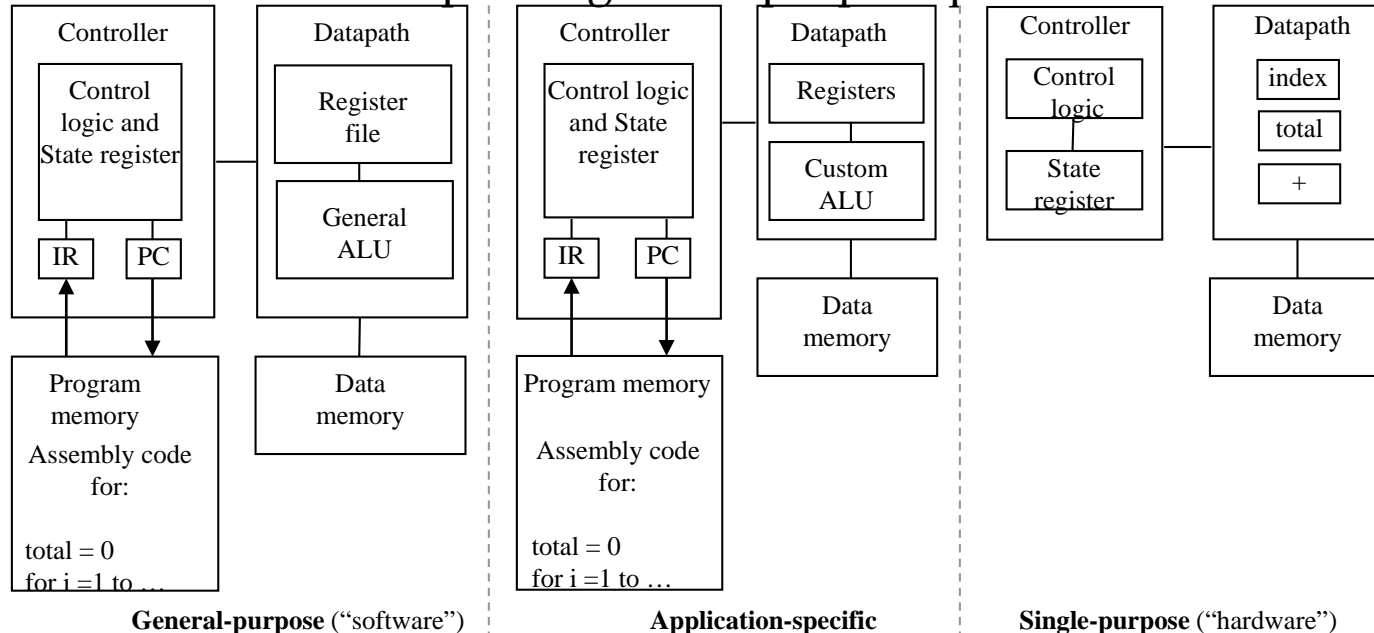 Controller
Control
logic and
State register
IR
PC
Datapath
Register
file
General
ALU
Program
memory
Assembly code
for:
total = 0
for i =1 to …
Data
memory
General-purpose (“software”)
Controller
Control logic
and State
register
IR
PC
Datapath
Registers
Custom
ALU
Data
memory
Program memory
Assembly code
for:
total = 0
for i =1 to …
Application-specific
Controller
Control
logic
State
register
Datapath
index
total
+
Data
memory
Single-purpose (“hardware”)